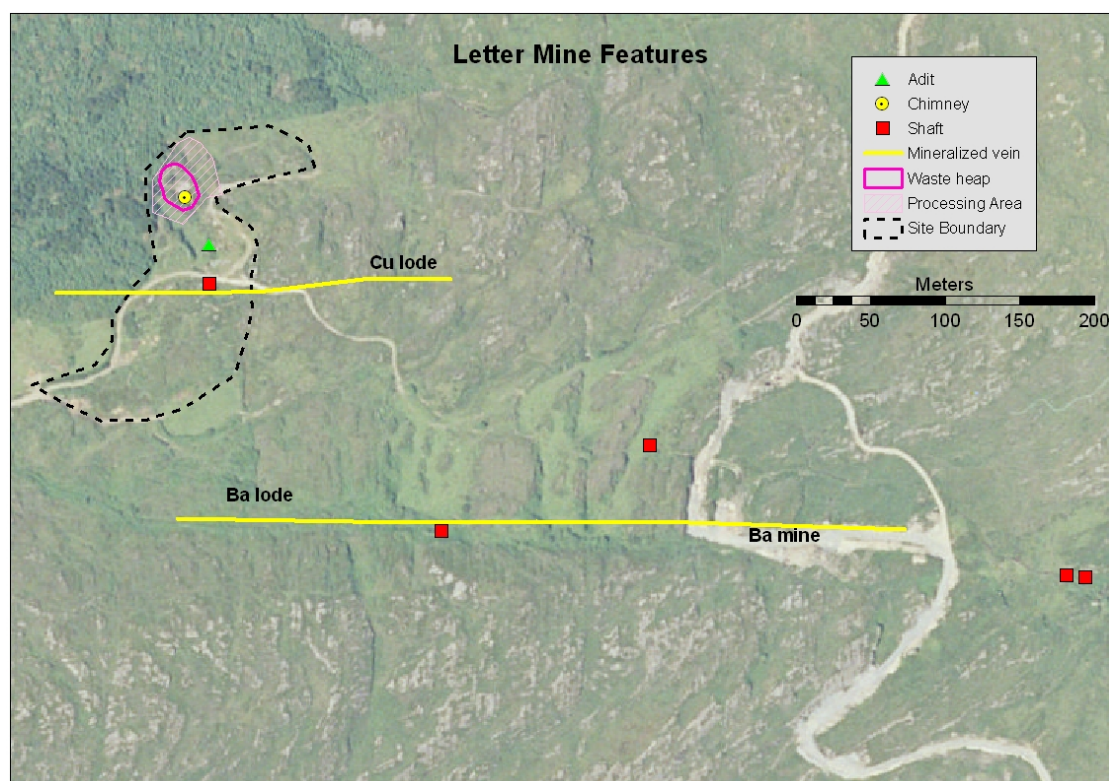 Letter Mine Features
Adit
Chimney
Shaft
Mineralized vein
Waste heap
Processing Area
Site Boundary
Cu lode
Meters
0 50 100 150 200
Ba lode
Ba mine